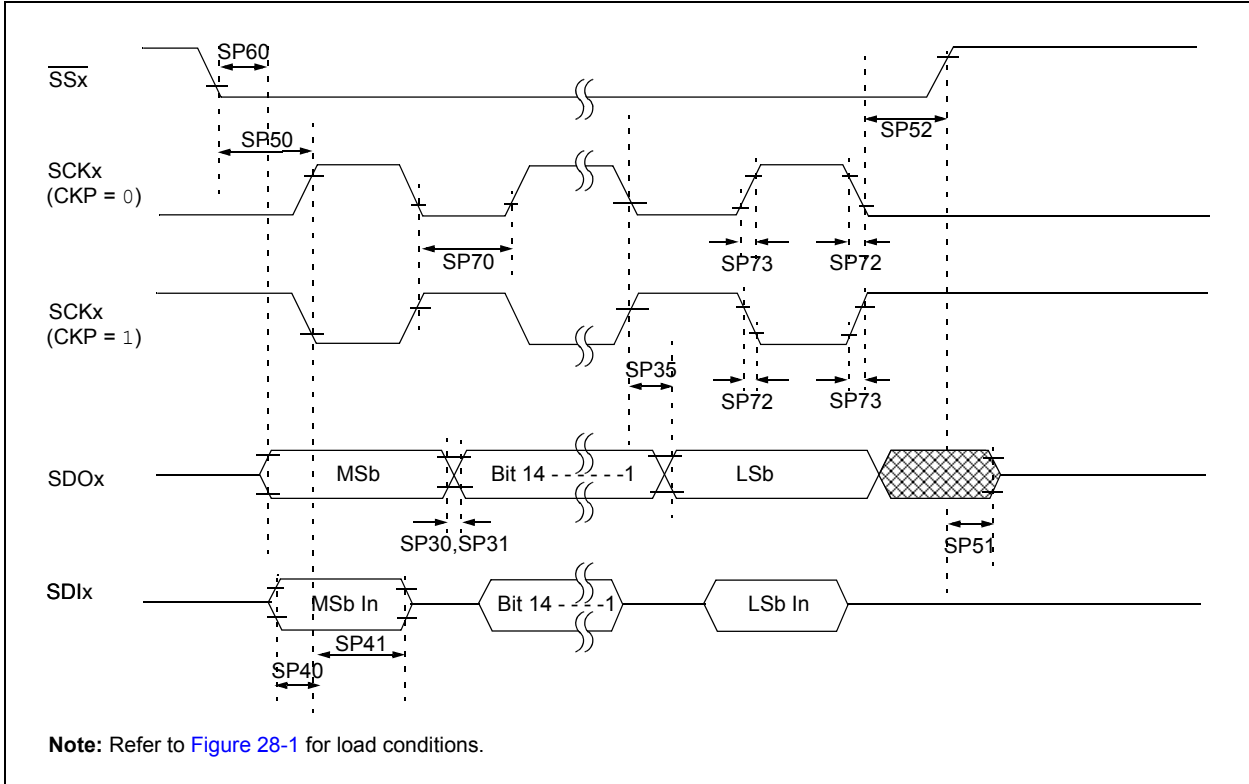 SP60
SSx
SP50
SP52
SCKx
(CKP = 0)
SP70
SP73
SP72
SCKx
(CKP = 1)
SP35
SP72
SP73
SDOx
MSb
Bit 14 - - - - - -1
LSb
SP30,SP31
SP51
SDIx
MSb In
Bit 14 - - - -1
LSb In
SP41
SP40
Note: Refer to Figure 28-1 for load conditions.